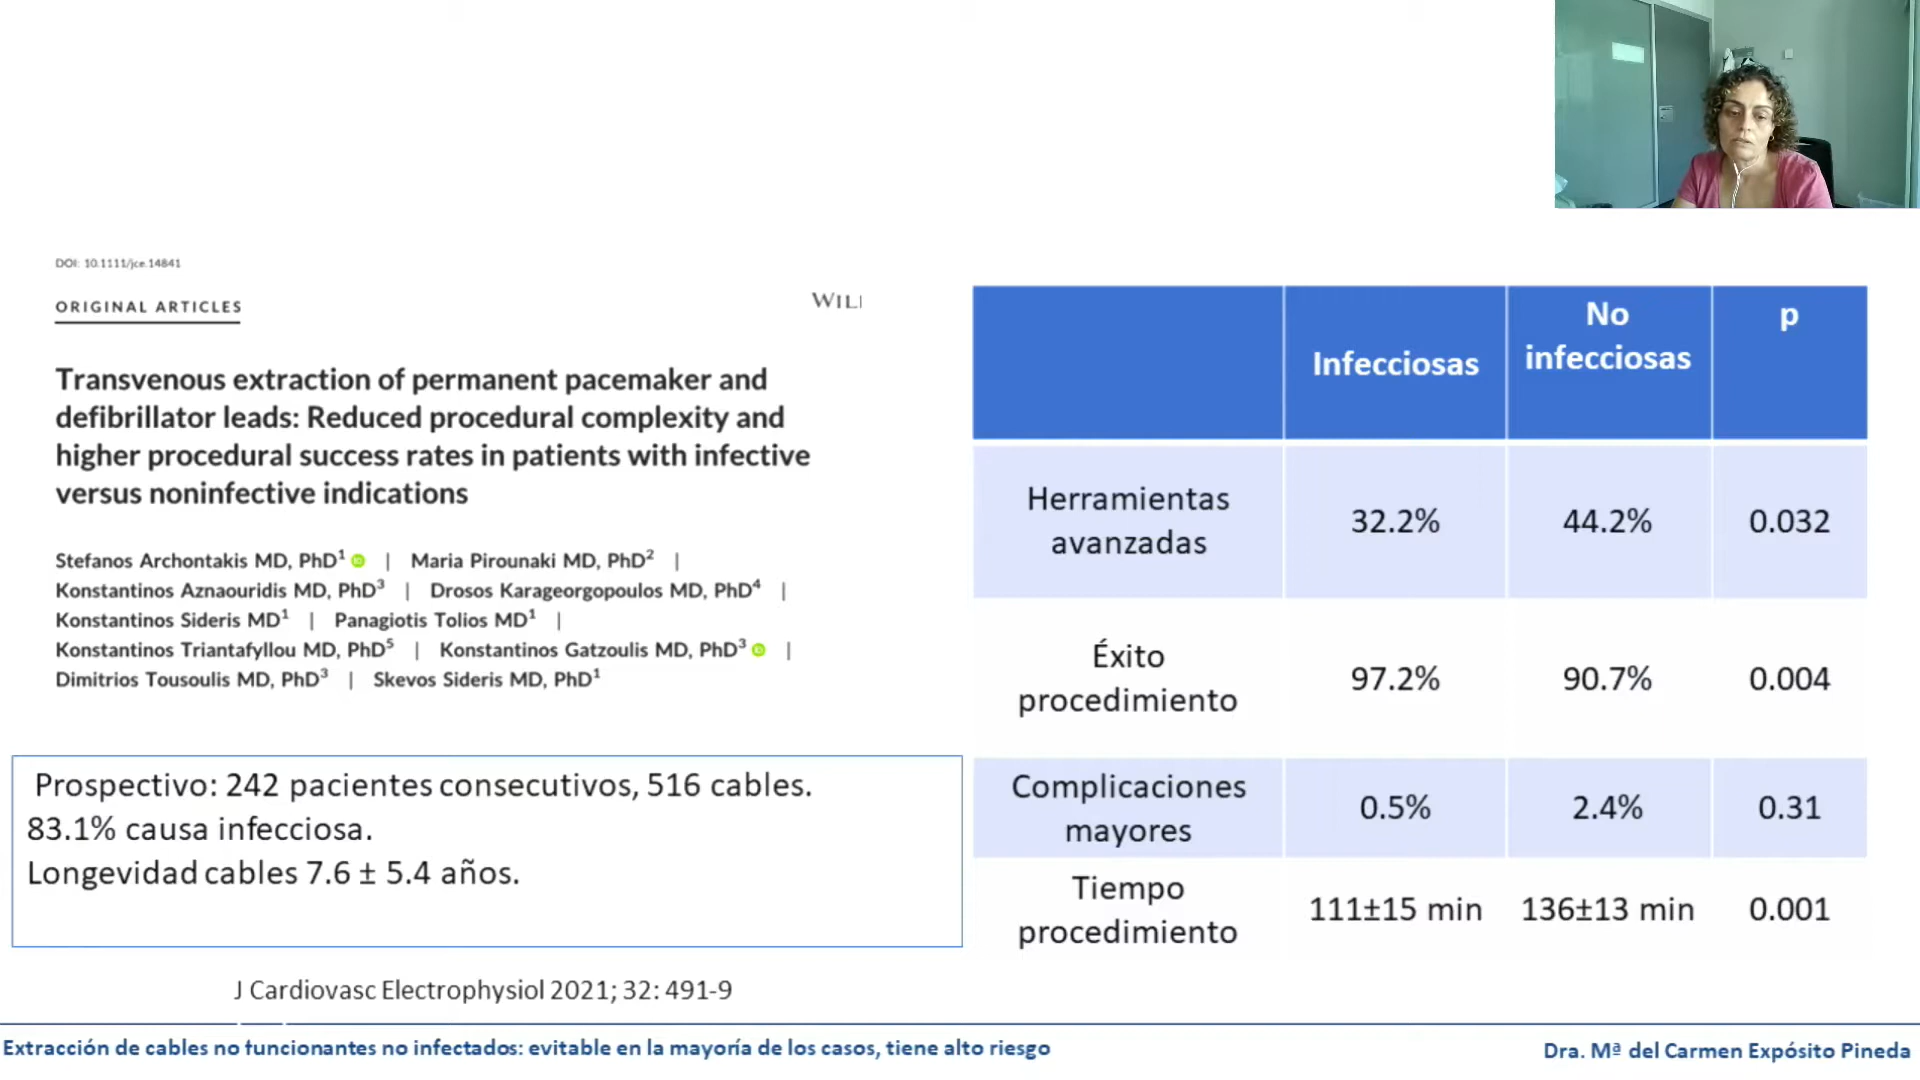 DOI: 10.1111/jce.14841
ORIGINAL ARTICLES
WILI
Transvenous extraction of permanent pacemaker and
defibrillator leads: Reduced procedural complexity and
higher procedural success rates in patients with infective
versus noninfective indications
Stefanos Archontakis MD, PhD1 | Maria Pirounaki MD, PhD2 |
Konstantinos Aznaouridis MD, PhD3 | Drosos Karageorgopoulos MD, PhD4 |
Konstantinos Sideris MD1 | Panagiotis Tolios MD1 |
Konstantinos Triantafyllou MD, PhD5 | Konstantinos Gatzoulis MD, PhD3 |
Dimitrios Tousoulis MD, PhD3 | Skevos Sideris MD, PhD1
Prospectivo: 242 pacientes consecutivos, 516 cables.
83.1% causa infecciosa.
Longevidad cables 7.6 ± 5.4 años.
J Cardiovasc Electrophysiol 2021; 32: 491-9
Infecciosas
No
infecciosas
p
Herramientas
avanzadas
32.2%
44.2%
0.032
Éxito
procedimiento
97.2%
90.7%
0.004
Complicaciones
mayores
0.5%
2.4%
0.31
Tiempo
procedimiento
111±15 min
136±13 min
0.001
Extracción de cables no funcionantes no infectados: evitable en la mayoría de los casos, tiene alto riesgo
Dra. Mª del Carmen Expósito Pineda